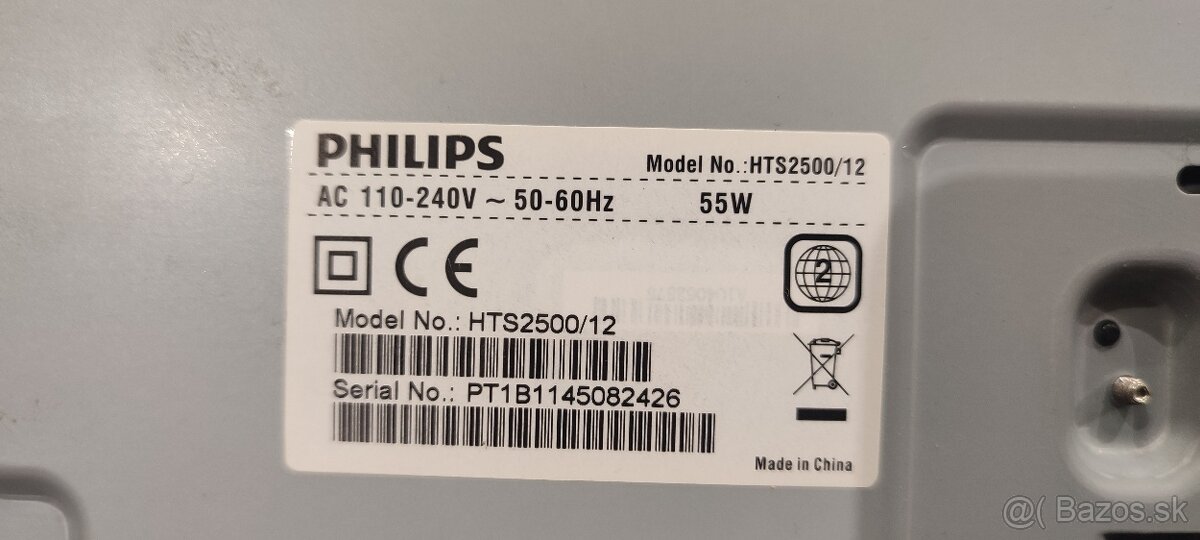 PHILIPS
Model No.:HTS2500/12
AC 110-240V ~ 50-60Hz 55W
CE
2
Model No.: HTS2500/12
Serial No.: PT1B1145082426
Made in China
@( Bazos.sk